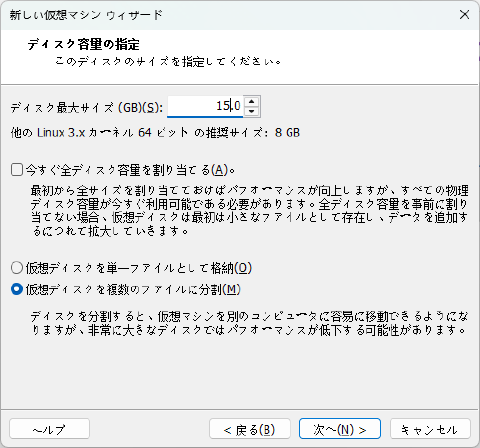 新しい仮想マシン ウィザード
ディスク容量の指定
このディスクのサイズを指定してください。
ディスク最大サイズ (GB)(S): 15.0
他の Linux 3.x カーネル 64 ビット の推奨サイズ: 8 GB
今すぐ全ディスク容量を割り当てる(A)。
最初から全サイズを割り当てておけばパフォーマンスが向上しますが、すべての物理
ディスク容量が今すぐ利用可能である必要があります。全ディスク容量を事前に割り
当てない場合、仮想ディスクは最初は小さなファイルとして存在し、データを追加す
るにつれて拡大していきます。
仮想ディスクを単一ファイルとして格納(O)
仮想ディスクを複数のファイルに分割(M)
ディスクを分割すると、仮想マシンを別のコンピュータに容易に移動できるようにな
りますが、非常に大きなディスクではパフォーマンスが低下する可能性があります。
ヘルプ
< 戻る(B)
次へ(N) >
キャンセル